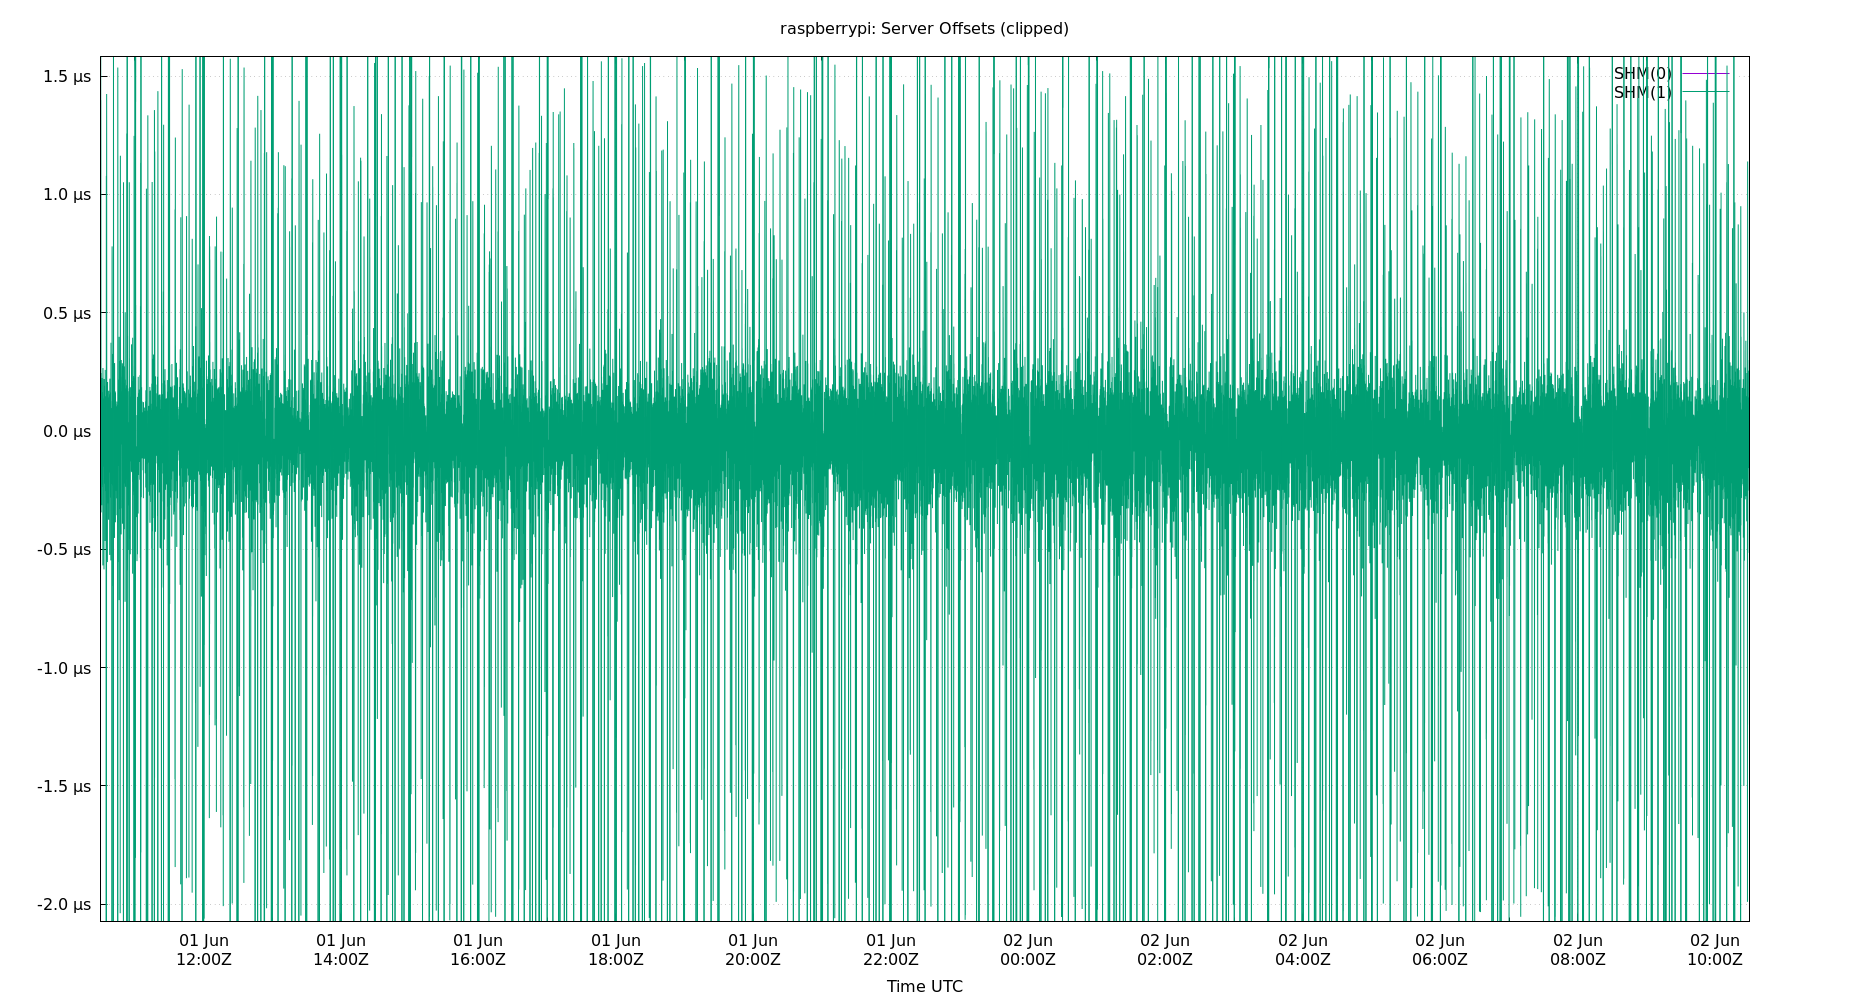 raspberrypi: Server Offsets (clipped)
SHM(0)
SHM(1)
1.5 µs
1.0 µs
0.5 µs
0.0 µs
-0.5 µs
-1.0 µs
-1.5 µs
-2.0 µs
01 Jun 01 Jun 01 Jun 01 Jun 01 Jun 01 Jun 02 Jun 02 Jun 02 Jun 02 Jun 02 Jun 02 Jun
12:00Z 14:00Z 16:00Z 18:00Z 20:00Z 22:00Z 00:00Z 02:00Z 04:00Z 06:00Z 08:00Z 10:00Z
Time UTC